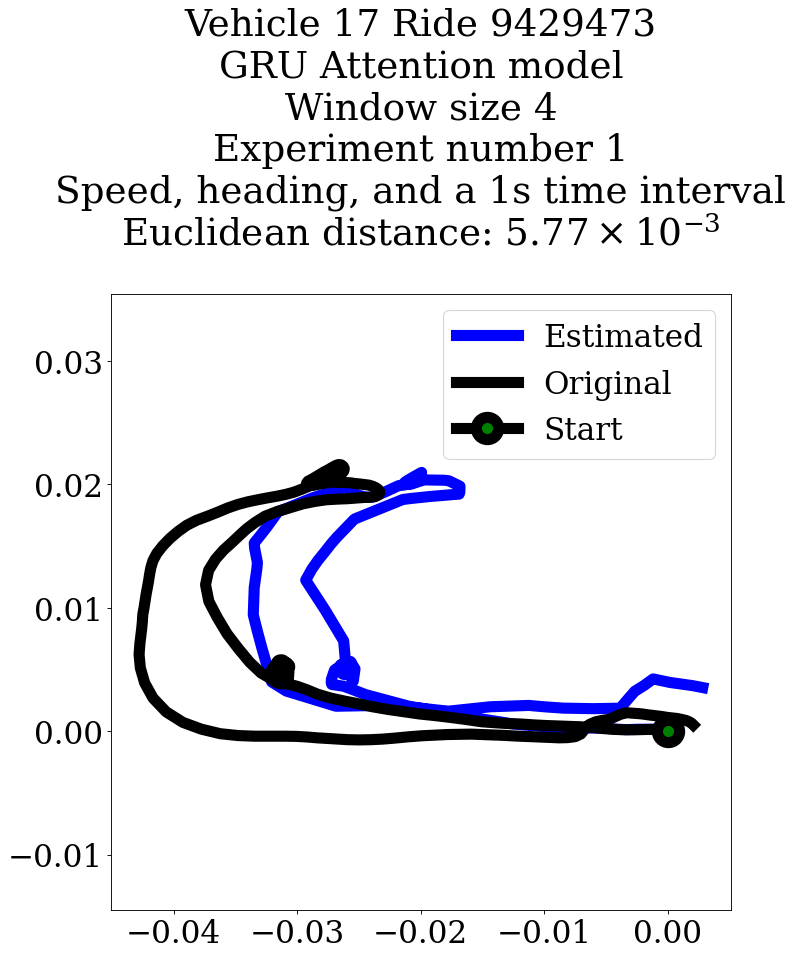 Vehicle 17 Ride 9429473
GRU Attention model
Window size 4
Experiment number 1
Speed, heading, and a 1s time interval
Euclidean distance: 5.77 × 10⁻³
Estimated
Original
Start
0.03
0.02
0.01
0.00
−0.01
−0.04 −0.03 −0.02 −0.01 0.00